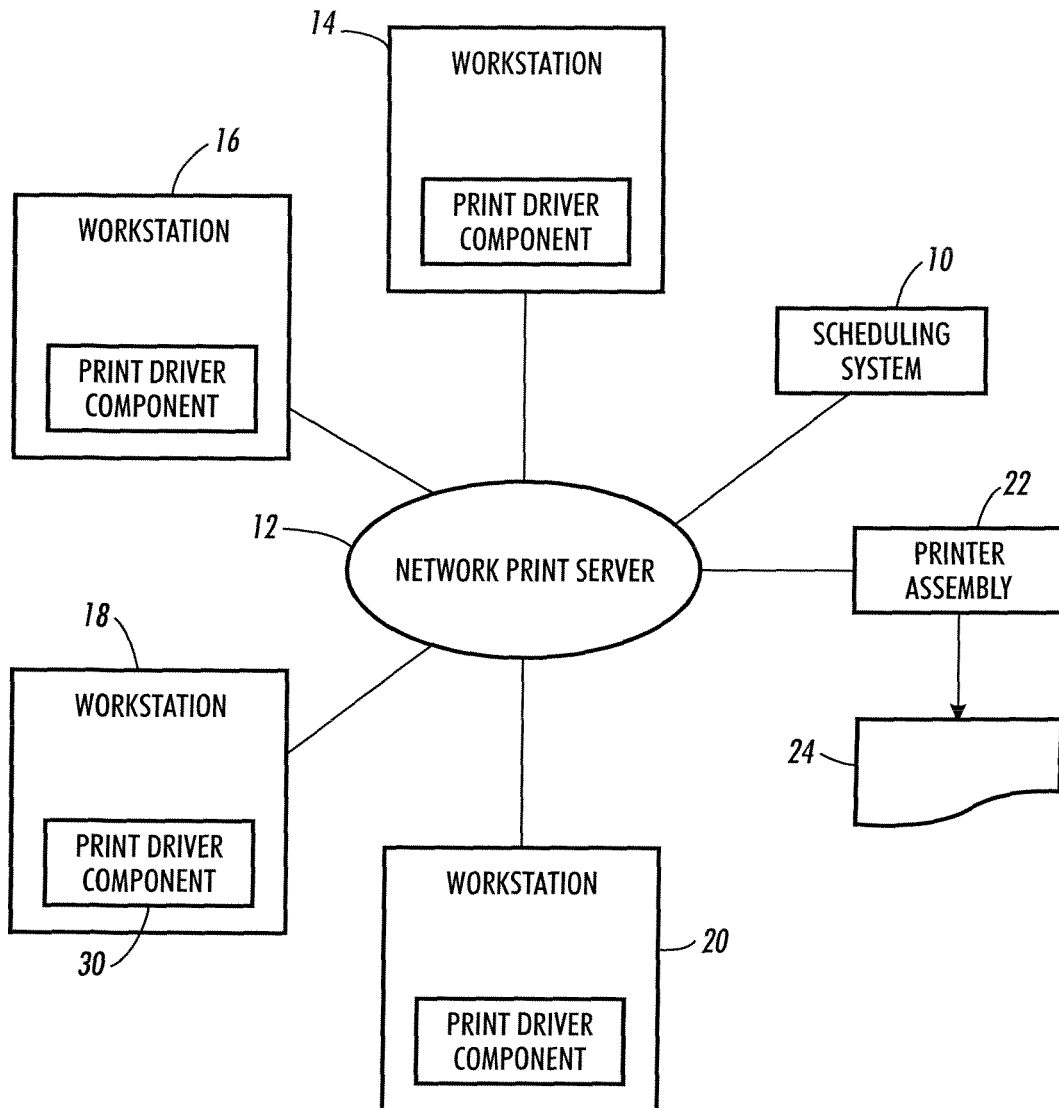 14
WORKSTATION
PRINT DRIVER
COMPONENT
16
WORKSTATION
PRINT DRIVER
COMPONENT
10
SCHEDULING
SYSTEM
12
NETWORK PRINT SERVER
22
PRINTER
ASSEMBLY
24
18
WORKSTATION
PRINT DRIVER
COMPONENT
30
20
WORKSTATION
PRINT DRIVER
COMPONENT